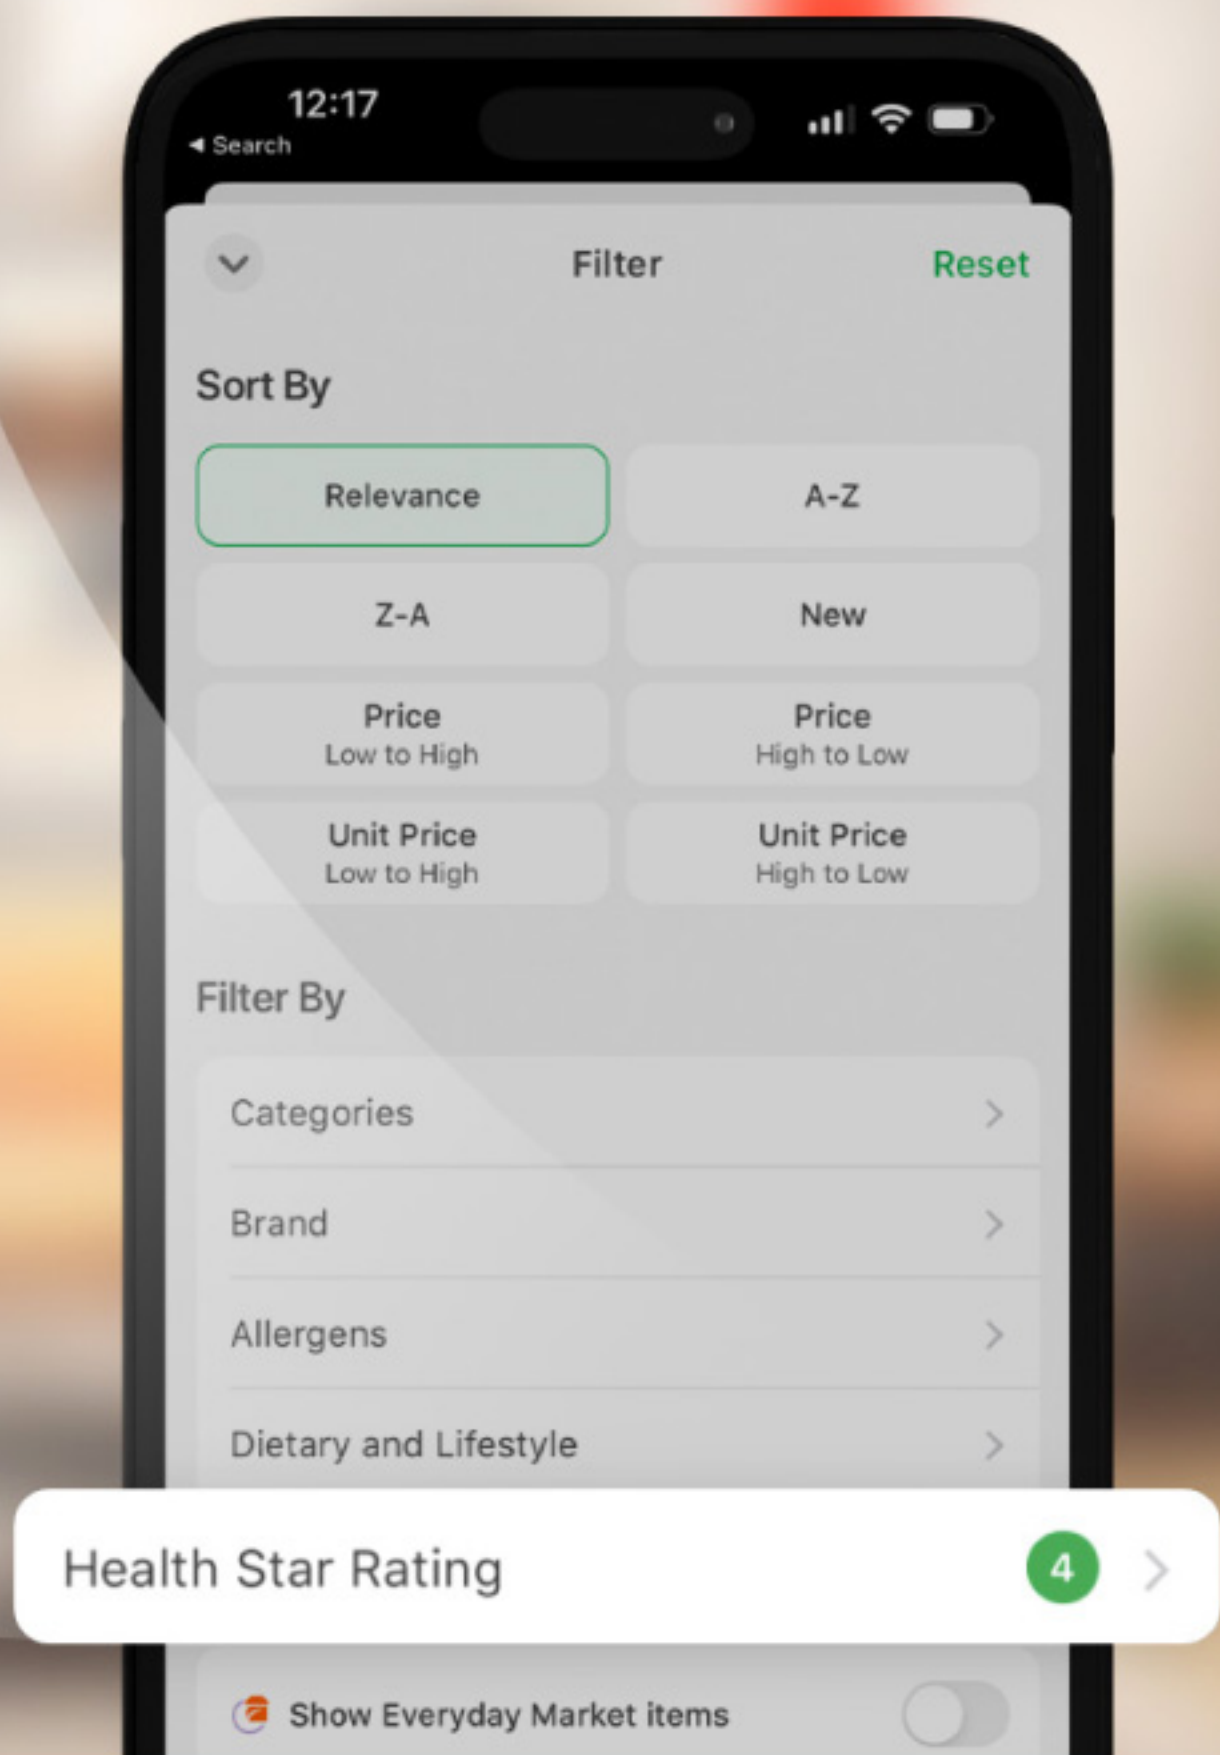 12:17
◀ Search
Filter
Reset
Sort By
Relevance
A-Z
Z-A
New
Price
Low to High
Price
High to Low
Unit Price
Low to High
Unit Price
High to Low
Filter By
Categories
Brand
Allergens
Dietary and Lifestyle
Health Star Rating
4
Show Everyday Market items